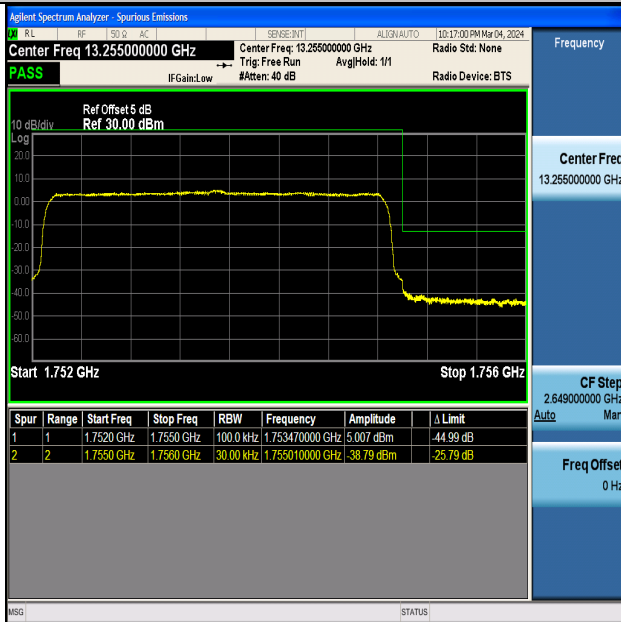 Agilent Spectrum Analyzer - Spurious Emissions
RL RF 50 Ω AC SENSE:INT ALIGNAUTO 10:17:00 PM Mar 04, 2024
Center Freq 13.255000000 GHz
Center Freq: 13.255000000 GHz Radio Std: None
Trig: Free Run Avg|Hold: 1/1
PASS IFGain:Low #Atten: 40 dB Radio Device: BTS
Frequency
Ref Offset 5 dB
10 dB/div Ref 30.00 dBm
Log
20.0
10.0
0.00
-10.0
-20.0
-30.0
-40.0
-50.0
-60.0
Start 1.752 GHz Stop 1.756 GHz
Center Freq
13.255000000 GHz
CF Step
2.649000000 GHz
Auto Man
Freq Offset
0 Hz
Spur Range Start Freq Stop Freq RBW Frequency Amplitude Δ Limit
1 1 1.7520 GHz 1.7550 GHz 100.0 kHz 1.753470000 GHz 5.007 dBm -44.99 dB
2 2 1.7550 GHz 1.7560 GHz 30.00 kHz 1.755010000 GHz -38.79 dBm -25.79 dB
MSG STATUS